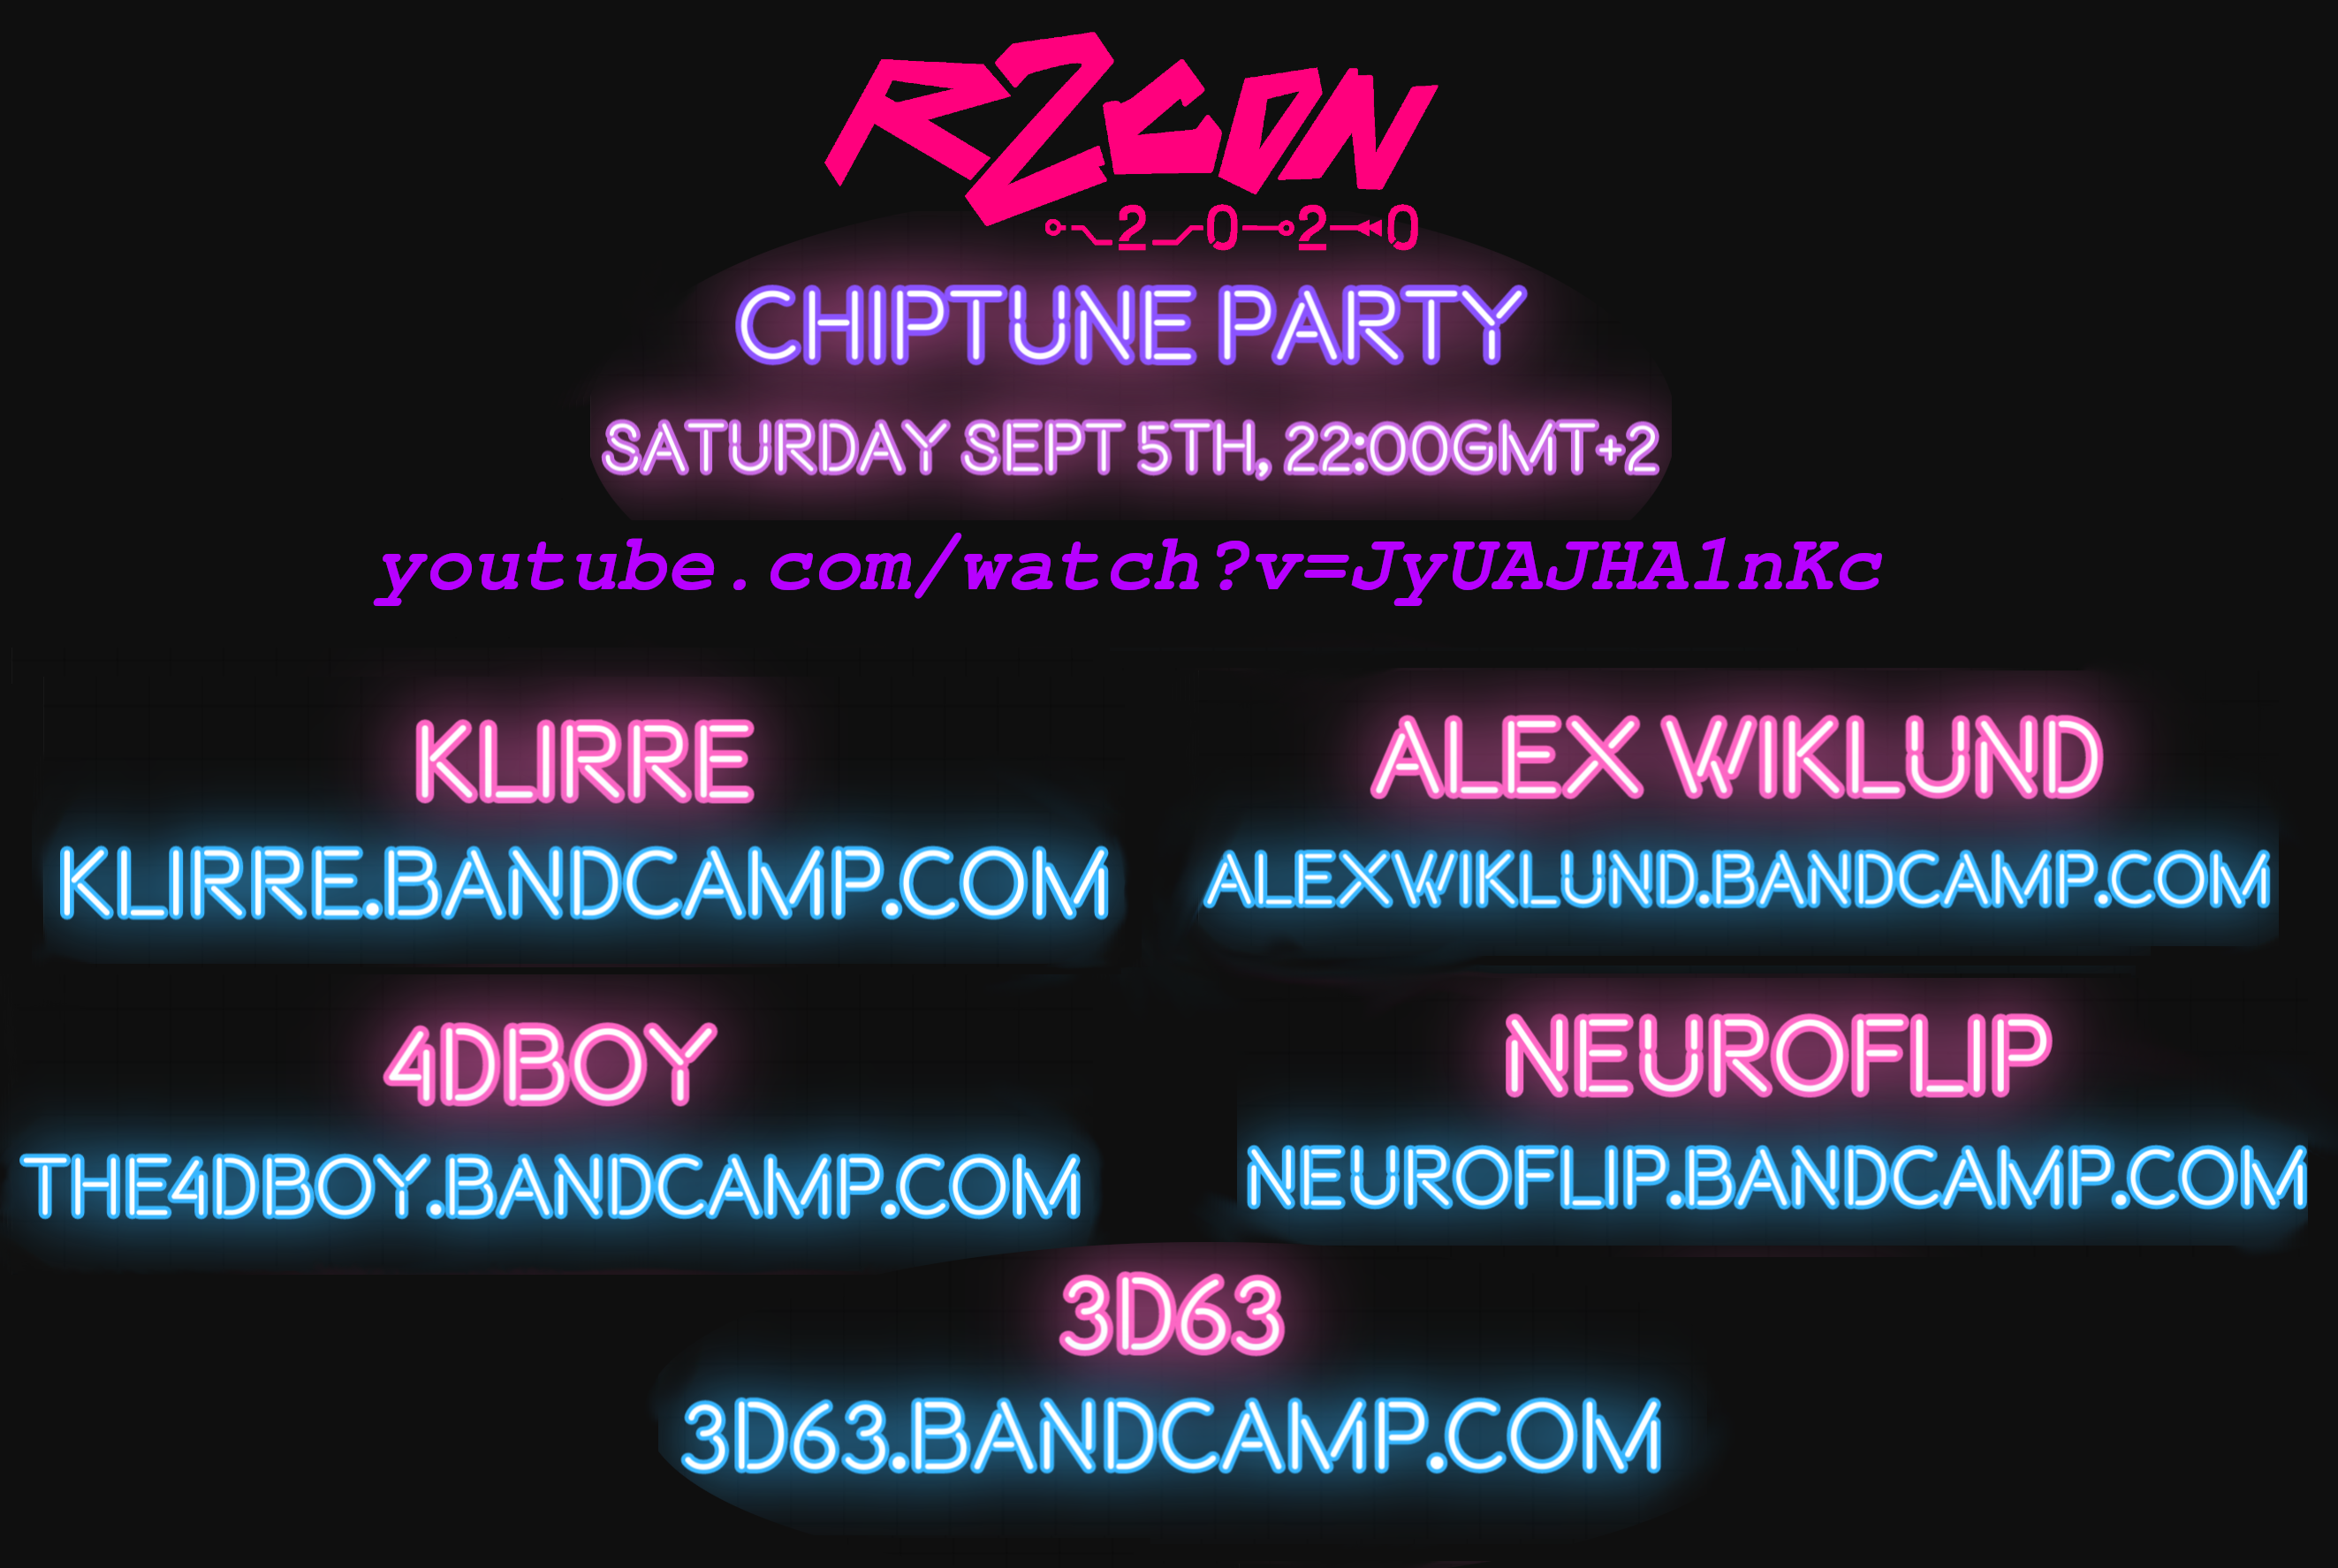 R2CON
2020
CHIPTUNE PARTY
SATURDAY SEPT 5TH, 22:00GMT+2
youtube.com/watch?v=JyUAJHA1nKc
KLIRRE
KLIRRE.BANDCAMP.COM
ALEX WIKLUND
ALEXWIKLUND.BANDCAMP.COM
4DBOY
THE4DBOY.BANDCAMP.COM
NEUROFLIP
NEUROFLIP.BANDCAMP.COM
3D63
3D63.BANDCAMP.COM